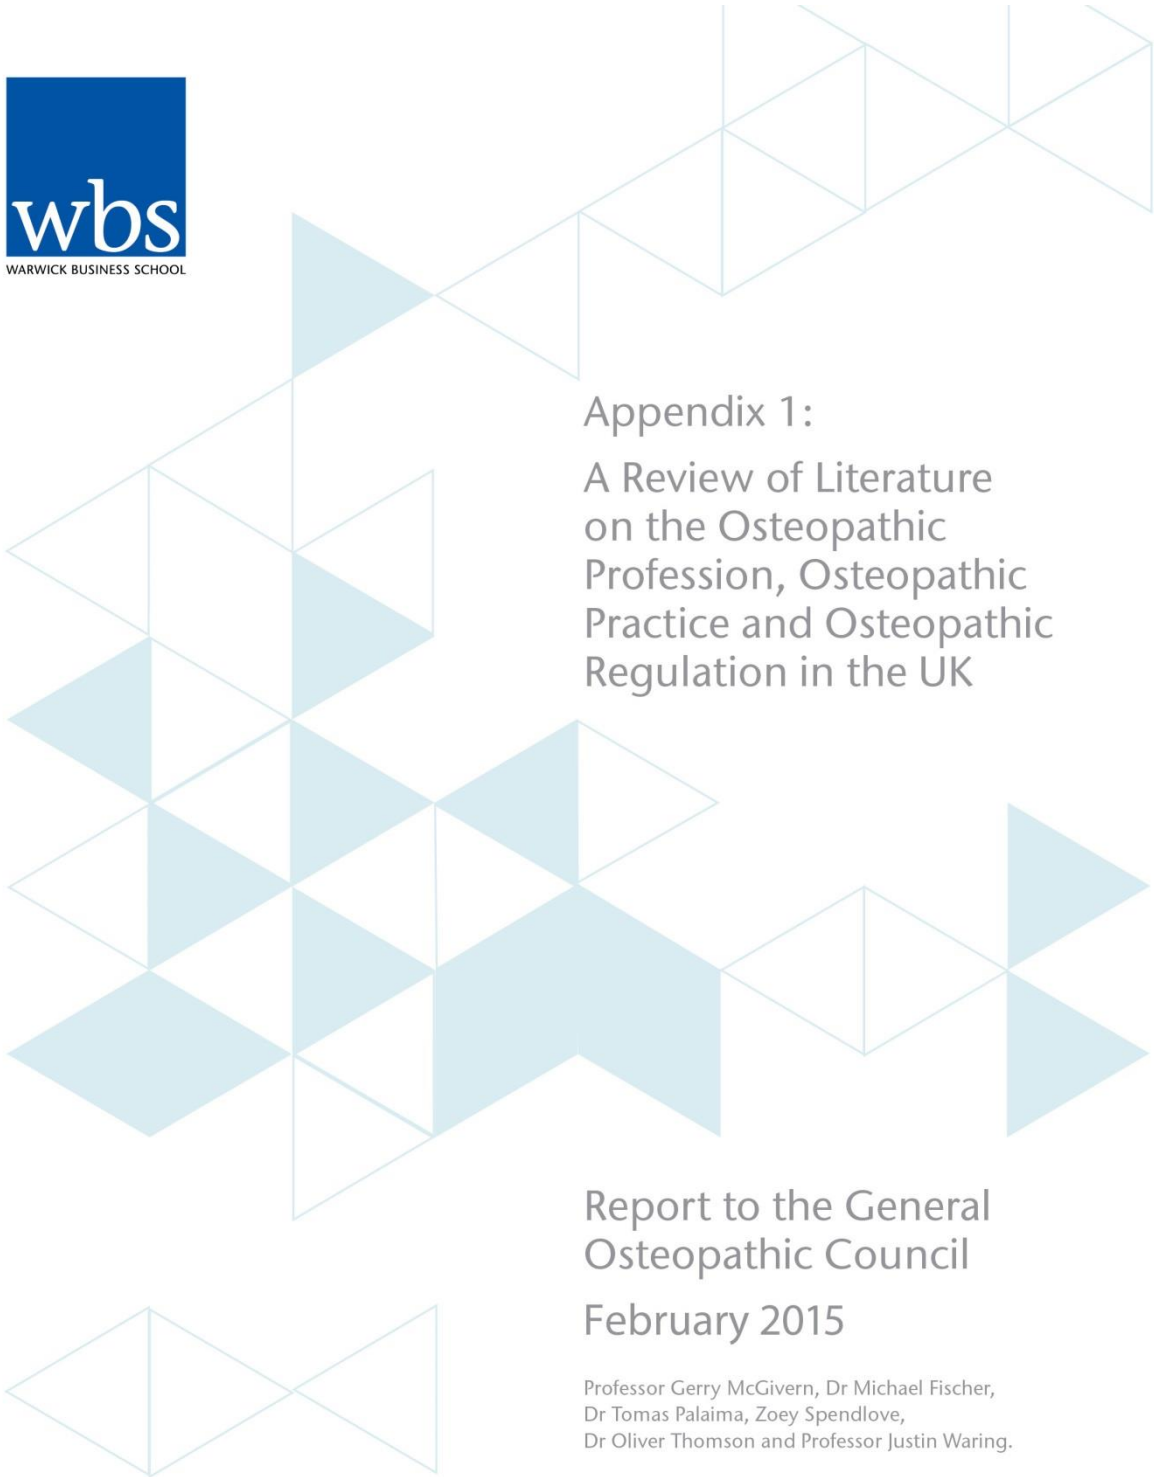 wbs
WARWICK BUSINESS SCHOOL
Appendix 1:
A Review of Literature
on the Osteopathic
Profession, Osteopathic
Practice and Osteopathic
Regulation in the UK
Report to the General
Osteopathic Council
February 2015
Professor Gerry McGivern, Dr Michael Fischer,
Dr Tomas Palaima, Zoey Spendlove,
Dr Oliver Thomson and Professor Justin Waring.